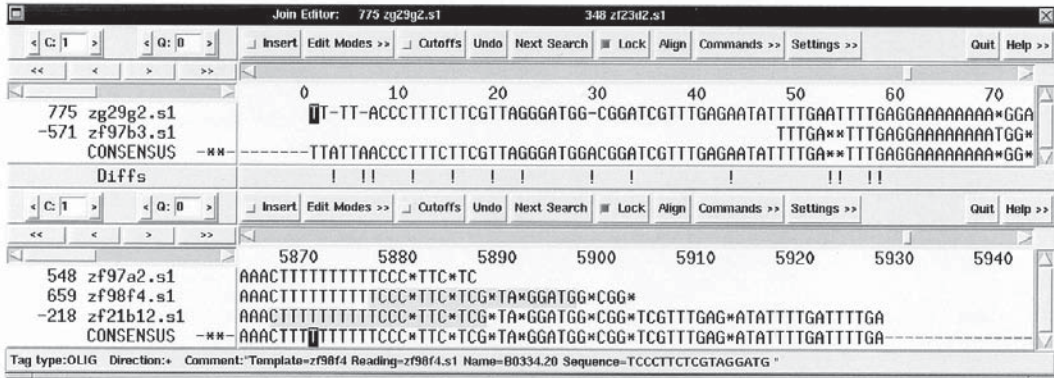 Join Editor: 775 zg29g2.s1 348 zf23d2.s1
< C: 1 > < Q: 0 > Insert Edit Modes >> Cutoffs Undo Next Search Lock Align Commands >> Settings >> Quit Help >>
<< < > >>
0 10 20 30 40 50 60 70
775 zg29g2.s1 TT-TT-ACCCTTTCTTCGTTAGGGATGG-CGGATCGTTTGAGAATATTTTGAATTTTGAGGAAAAAAAA*GGA
-571 zf97b3.s1 TTTGA**TTTGAGGAAAAAAAAATGG*
CONSENSUS -**- -------TTATTAACCCTTTCTTCGTTAGGGATGGACGGATCGTTTGAGAATATTTTGA**TTTGAGGAAAAAAAAA*GG*
Diffs ! !! ! ! ! ! ! ! ! !! !!
< C: 1 > < Q: 0 > Insert Edit Modes >> Cutoffs Undo Next Search Lock Align Commands >> Settings >> Quit Help >>
<< < > >>
5870 5880 5890 5900 5910 5920 5930 5940
548 zf97a2.s1 AAACTTTTTTTTTTCCC*TTC*TC
659 zf98f4.s1 AAACTTTTTTTTTTCCC*TTC*TCG*TA*GGATGG*CGG*
-218 zf21b12.s1 AAACTTTTTTTTTTCCC*TTC*TCG*TA*GGATGG*CGG*TCGTTTGAG*ATATTTTGATTTTGA
CONSENSUS -**- AAACTTTTTTTTTTCCC*TTC*TCG*TA*GGATGG*CGG*TCGTTTGAG*ATATTTTGATTTTGA---------------
Tag type:OLIG Direction:+ Comment:"Template=zf98f4 Reading=zf98f4.s1 Name=B0334.20 Sequence=TCCCTTCTCGTAGGATG "